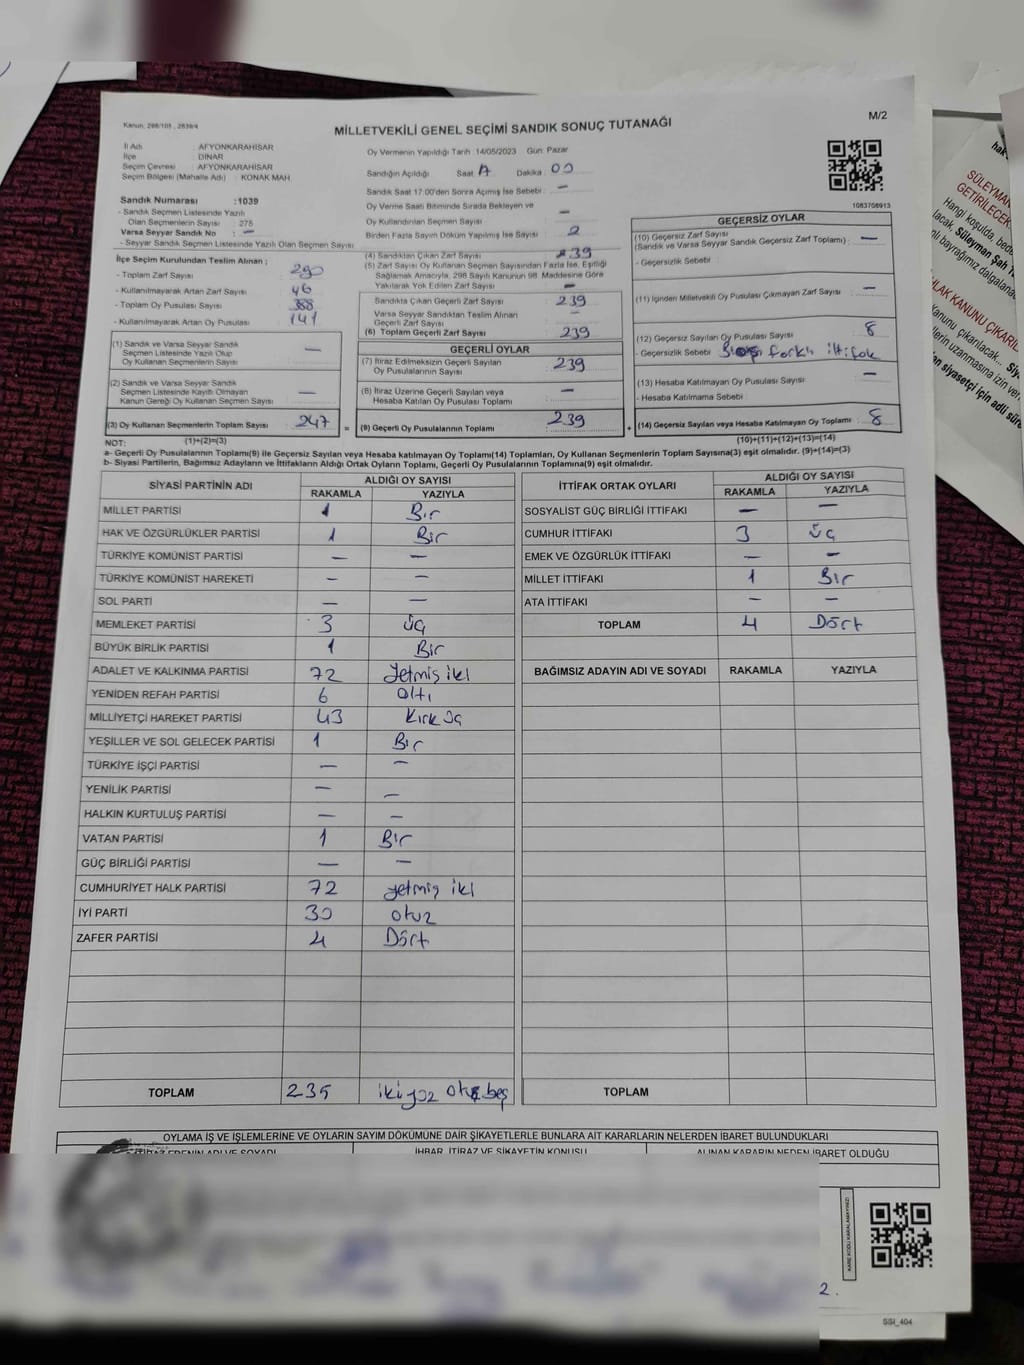 Kanun, 298/105 , 2839/4
M/2
MİLLETVEKİLİ GENEL SEÇİMİ SANDIK SONUÇ TUTANAĞI
İl Adı : AFYONKARAHİSAR
İlçe : DİNAR
Seçim Çevresi : AFYONKARAHİSAR
Seçim Bölgesi (Mahalle Adı) : KONAK MAH.
Sandık Numarası :1039
- Sandık Seçmen Listesinde Yazılı
Olan Seçmenlerin Sayısı : 275
Varsa Seyyar Sandık No : —
- Seyyar Sandık Seçmen Listesinde Yazılı Olan Seçmen Sayısı
İlçe Seçim Kurulundan Teslim Alınan ;
- Toplam Zarf Sayısı 290
- Kullanılmayarak Artan Zarf Sayısı 46
- Toplam Oy Pusulası Sayısı 388
- Kullanılmayarak Artan Oy Pusulası 141
(1) Sandık ve Varsa Seyyar Sandık
Seçmen Listesinde Yazılı Olup
Oy Kullanan Seçmenlerin Sayısı —
(2) Sandık ve Varsa Seyyar Sandık
Seçmen Listesinde Kayıtlı Olmayan
Kanun Gereği Oy Kullanan Seçmen Sayısı —
(3) Oy Kullanan Seçmenlerin Toplam Sayısı 247
Oy Vermenin Yapıldığı Tarih :14/05/2023 Gün: Pazar
Sandığın Açıldığı Saat Dakika : 00
Sandık Saat 17:00'den Sonra Açılmış İse Sebebi : —
Oy Verme Saati Bitiminde Sırada Bekleyen ve
Oy Kullandırılan Seçmen Sayısı : —
Birden Fazla Sayım Döküm Yapılmış İse Sayısı :
(4) Sandıktan Çıkan Zarf Sayısı 239
(5) Zarf Sayısı Oy Kullanan Seçmen Sayısından Fazla İse, Eşitliği
Sağlamak Amacıyla, 298 Sayılı Kanunun 98. Maddesine Göre
Yakılarak Yok Edilen Zarf Sayısı —
Sandıkta Çıkan Geçerli Zarf Sayısı 239
Varsa Seyyar Sandıktan Teslim Alınan
Geçerli Zarf Sayısı —
(6) Toplam Geçerli Zarf Sayısı 239
GEÇERLİ OYLAR
(7) İtiraz Edilmeksizin Geçerli Sayılan
Oy Pusulalarının Sayısı 239
(8) İtiraz Üzerine Geçerli Sayılan veya
Hesaba Katılan Oy Pusulası Toplamı —
= (9) Geçerli Oy Pusulalarının Toplamı 239
1083708913
GEÇERSİZ OYLAR
(10) Geçersiz Zarf Sayısı
(Sandık ve Varsa Seyyar Sandık Geçersiz Zarf Toplamı) : —
- Geçersizlik Sebebi :
(11) İçinden Milletvekili Oy Pusulası Çıkmayan Zarf Sayısı —
(12) Geçersiz Sayılan Oy Pusulası Sayısı 8
- Geçersizlik Sebebi farklı ittifak
(13) Hesaba Katılmayan Oy Pusulası Sayısı —
- Hesaba Katılmama Sebebi
+ (14) Geçersiz Sayılan veya Hesaba Katılmayan Oy Toplamı 8
NOT: (1)+(2)=(3) (10)+(11)+(12)+(13)=(14)
a- Geçerli Oy Pusulalarının Toplamı(9) ile Geçersiz Sayılan veya Hesaba katılmayan Oy Toplamı(14) Toplamları, Oy Kullanan Seçmenlerin Toplam Sayısına(3) eşit olmalıdır. (9)+(14)=(3)
b- Siyasi Partilerin, Bağımsız Adayların ve İttifakların Aldığı Ortak Oyların Toplamı, Geçerli Oy Pusulalarının Toplamına(9) eşit olmalıdır.
SİYASİ PARTİNİN ADI ALDIĞI OY SAYISI
RAKAMLA YAZIYLA
MİLLET PARTİSİ 1 Bir
HAK VE ÖZGÜRLÜKLER PARTİSİ 1 Bir
TÜRKİYE KOMÜNİST PARTİSİ — —
TÜRKİYE KOMÜNİST HAREKETİ — —
SOL PARTİ — —
MEMLEKET PARTİSİ 3 üç
BÜYÜK BİRLİK PARTİSİ 1 Bir
ADALET VE KALKINMA PARTİSİ 72 yetmiş iki
YENİDEN REFAH PARTİSİ 6 altı
MİLLİYETÇİ HAREKET PARTİSİ 43 Kırk üç
YEŞİLLER VE SOL GELECEK PARTİSİ 1 Bir
TÜRKİYE İŞÇİ PARTİSİ — —
YENİLİK PARTİSİ — —
HALKIN KURTULUŞ PARTİSİ — —
VATAN PARTİSİ 1 Bir
GÜÇ BİRLİĞİ PARTİSİ — —
CUMHURİYET HALK PARTİSİ 72 yetmiş iki
İYİ PARTİ 30 otuz
ZAFER PARTİSİ 4 Dört
TOPLAM 235 iki yüz otuz beş
İTTİFAK ORTAK OYLARI ALDIĞI OY SAYISI
RAKAMLA YAZIYLA
SOSYALİST GÜÇ BİRLİĞİ İTTİFAKI — —
CUMHUR İTTİFAKI 3 üç
EMEK VE ÖZGÜRLÜK İTTİFAKI — —
MİLLET İTTİFAKI 1 Bir
ATA İTTİFAKI — —
TOPLAM 4 Dört
BAĞIMSIZ ADAYIN ADI VE SOYADI RAKAMLA YAZIYLA
TOPLAM
OYLAMA İŞ VE İŞLEMLERİNE VE OYLARIN SAYIM DÖKÜMÜNE DAİR ŞİKAYETLERLE BUNLARA AİT KARARLARIN NELERDEN İBARET BULUNDUKLARI
İTİRAZ EDENİN ADI VE SOYADI İHBAR, İTİRAZ VE ŞİKAYETİN KONUSU ALINAN KARARIN NEDEN İBARET OLDUĞU
KARE KODU KARALAMAYINIZ!
2.
SSI_404
hak
SÜLEYMAN
GETİRİLECEK
Hangi koşulda, bede
lacak, Süleyman Şah T
bayrağımız dalgalana
KANUNU ÇIKARIL
Kanunu çıkarılacak...
lerin uzanmasına izin ver
an siyasetçi için adli sür